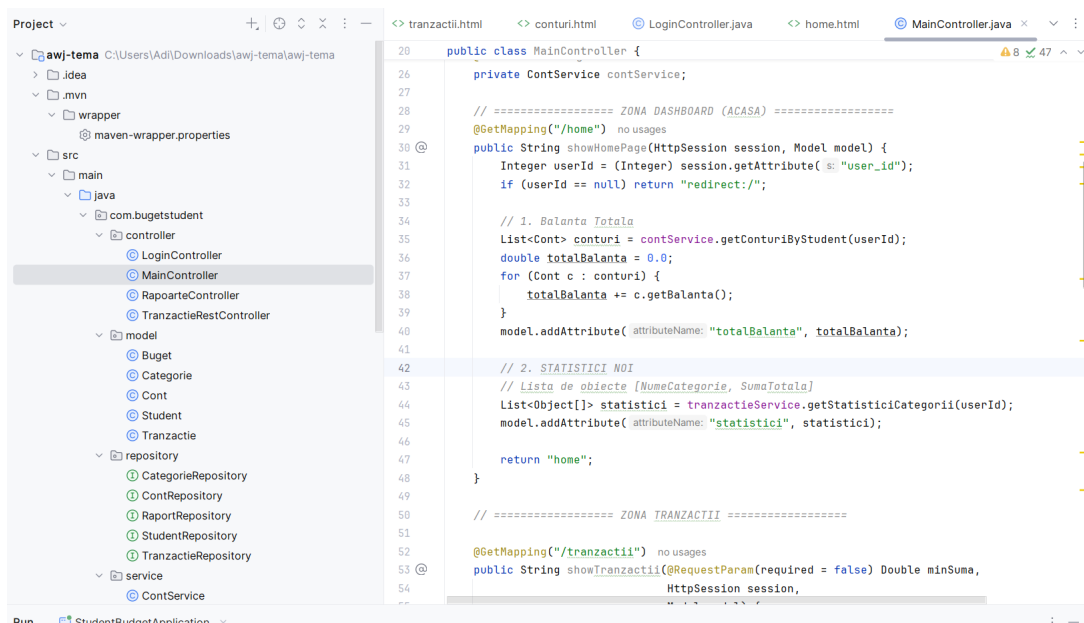 Project
tranzactii.html
conturi.html
LoginController.java
home.html
MainController.java
awj-tema C:\Users\Adi\Downloads\awj-tema\awj-tema
.idea
.mvn
wrapper
maven-wrapper.properties
src
main
java
com.bugetstudent
controller
LoginController
MainController
RapoarteController
TranzactieRestController
model
Buget
Categorie
Cont
Student
Tranzactie
repository
CategorieRepository
ContRepository
RaportRepository
StudentRepository
TranzactieRepository
service
ContService
20 public class MainController {
8 47
26 private ContService contService;
27
28 // ================== ZONA DASHBOARD (ACASA) ==================
29 @GetMapping("/home") no usages
30 public String showHomePage(HttpSession session, Model model) {
31 Integer userId = (Integer) session.getAttribute( s: "user_id");
32 if (userId == null) return "redirect:/";
33
34 // 1. Balanta Totala
35 List<Cont> conturi = contService.getConturiByStudent(userId);
36 double totalBalanta = 0.0;
37 for (Cont c : conturi) {
38 totalBalanta += c.getBalanta();
39 }
40 model.addAttribute( attributeName: "totalBalanta", totalBalanta);
41
42 // 2. STATISTICI NOI
43 // Lista de obiecte [NumeCategorie, SumaTotala]
44 List<Object[]> statistici = tranzactieService.getStatisticiCategorii(userId);
45 model.addAttribute( attributeName: "statistici", statistici);
46
47 return "home";
48 }
49
50 // ================== ZONA TRANZACTII ==================
51
52 @GetMapping("/tranzactii") no usages
53 public String showTranzactii(@RequestParam(required = false) Double minSuma,
54 HttpSession session,
Run StudentBudgetApplication